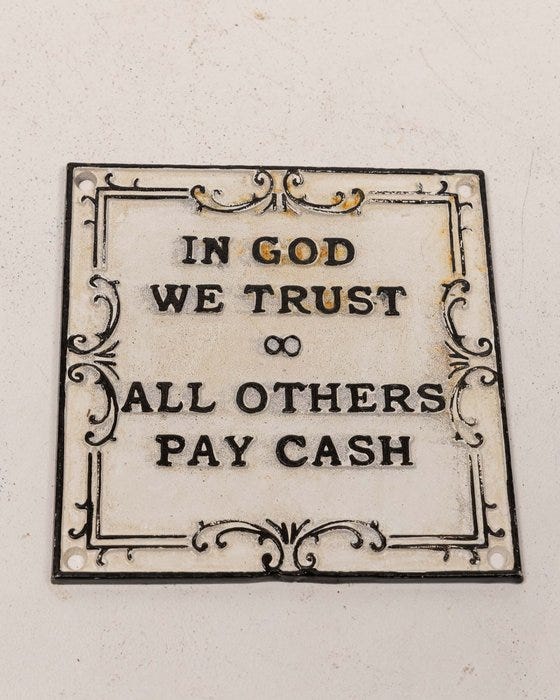 IN GOD
WE TRUST
∞
ALL OTHERS
PAY CASH